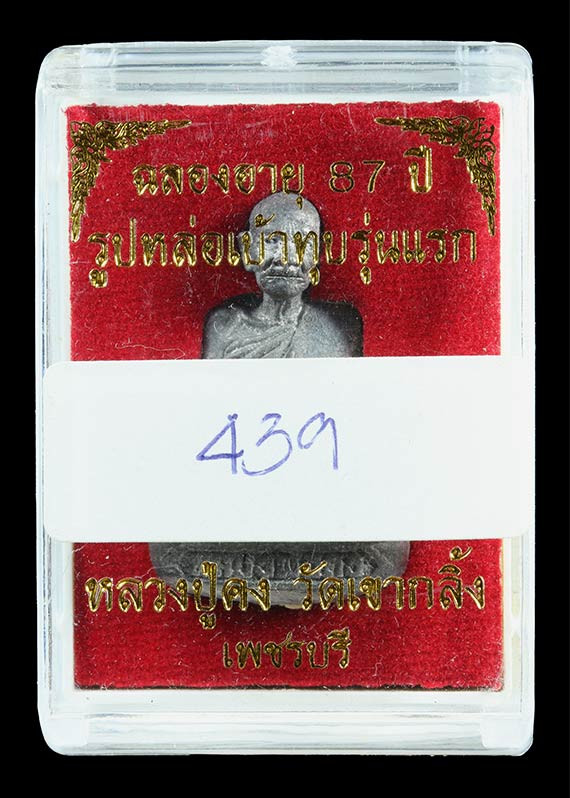 ฉลองอายุ 87 ปี
รูปหล่อเบ้าทุบรุ่นแรก
439
หลวงปู่คง วัดเขากลิ้ง
เพชรบุรี